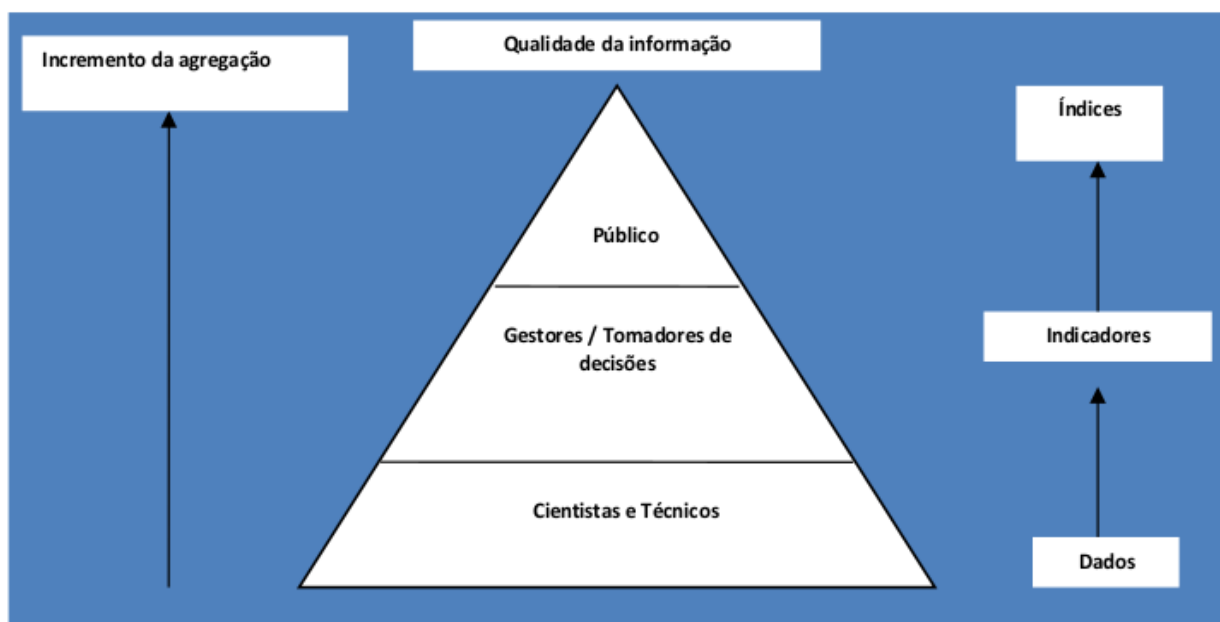 Incremento da agregação
Qualidade da informação
Índices
Público
Gestores / Tomadores de
decisões
Indicadores
Cientistas e Técnicos
Dados